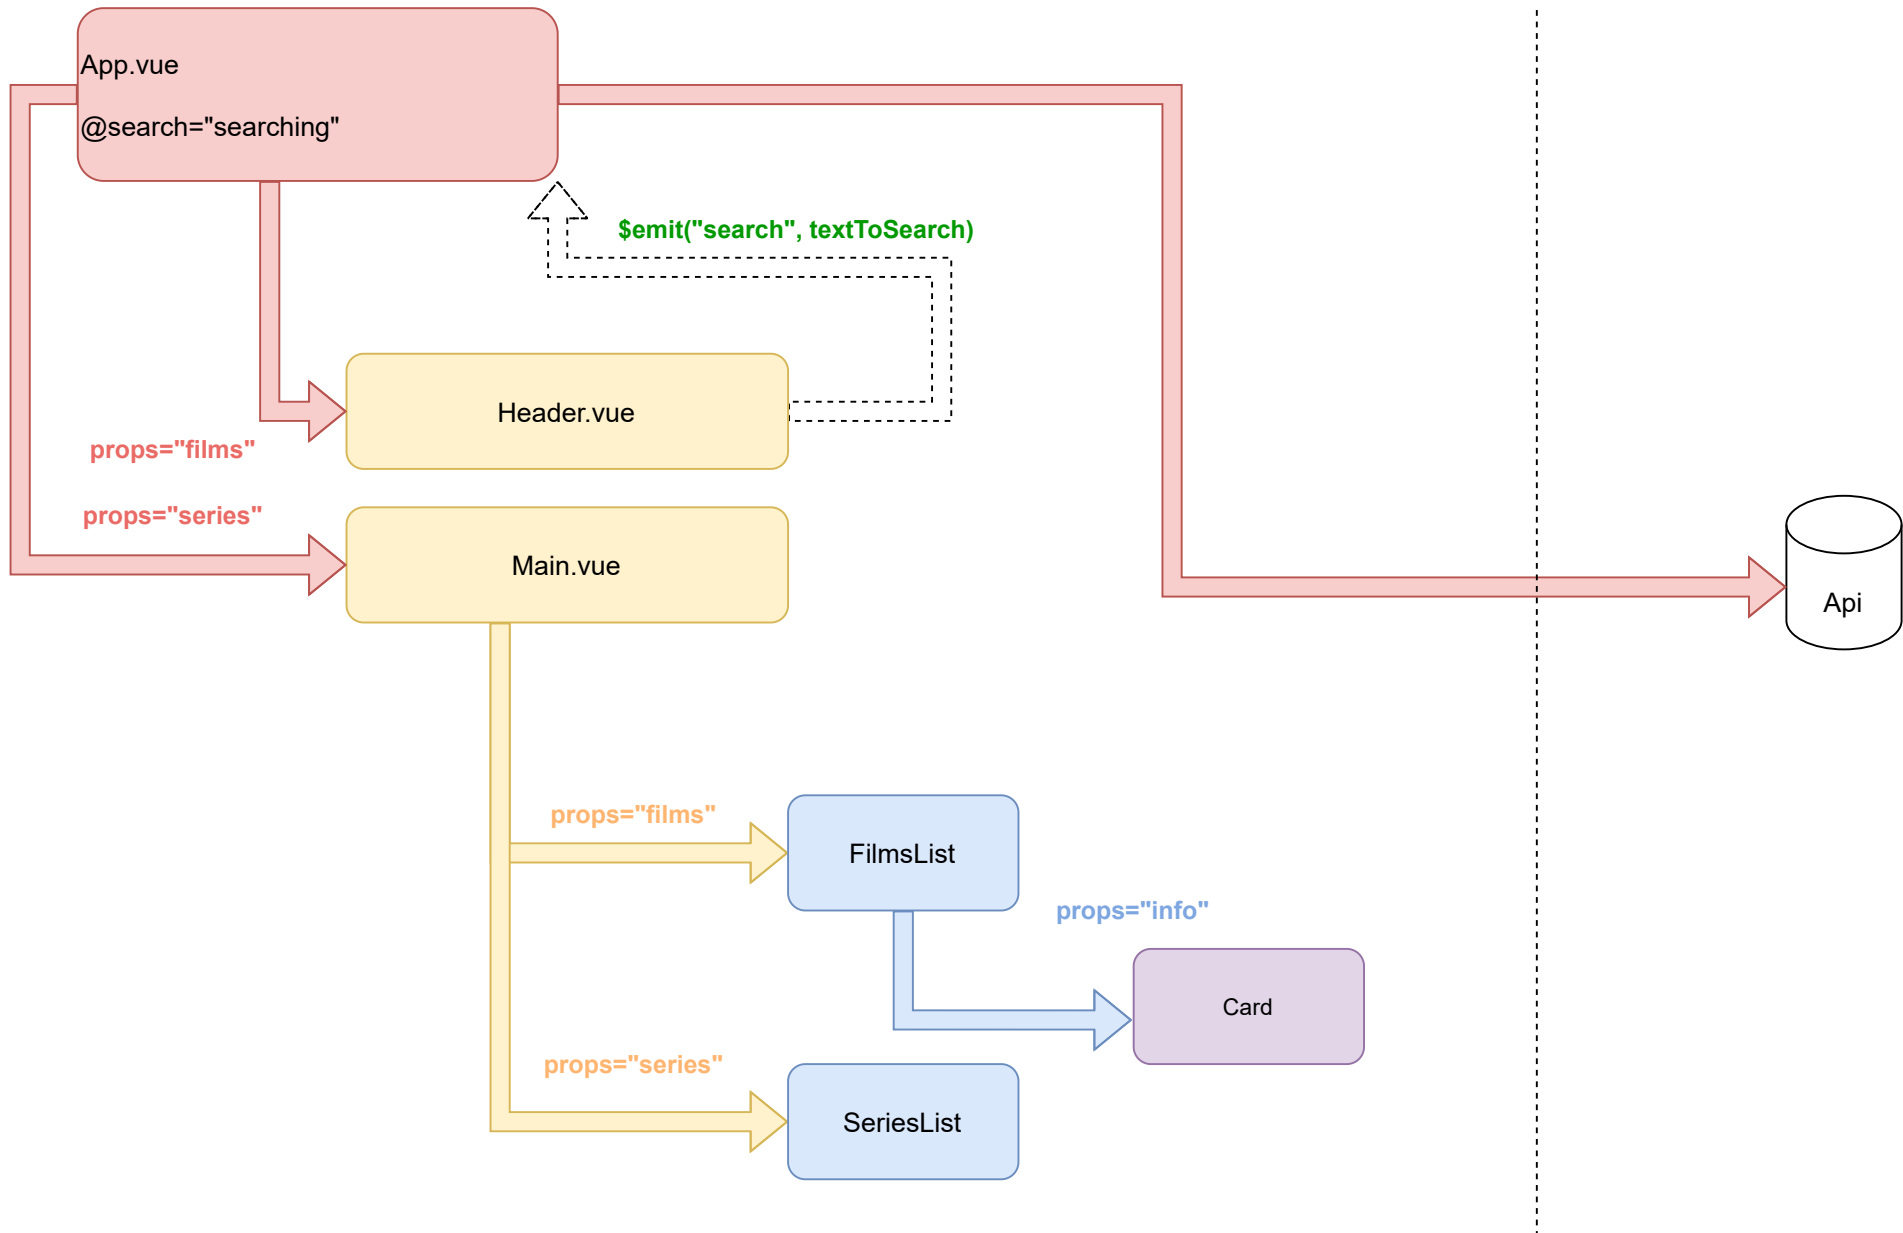 App.vue
@search="searching"
$emit("search", textToSearch)
Header.vue
props="films"
props="series"
Main.vue
Api
props="films"
FilmsList
props="info"
Card
props="series"
SeriesList